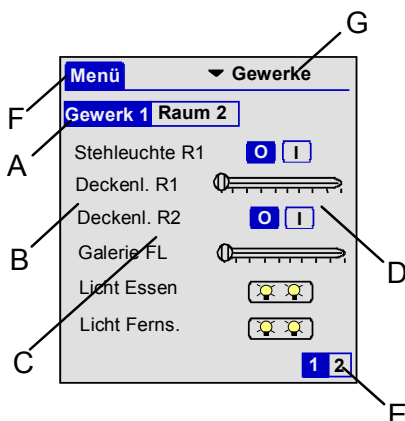 G
Menü Gewerke
F
Gewerk 1 Raum 2
A
Stehleuchte R1 O I
Deckenl. R1
B
D
Deckenl. R2 O I
Galerie FL
C
Licht Essen
Licht Ferns.
1 2
E